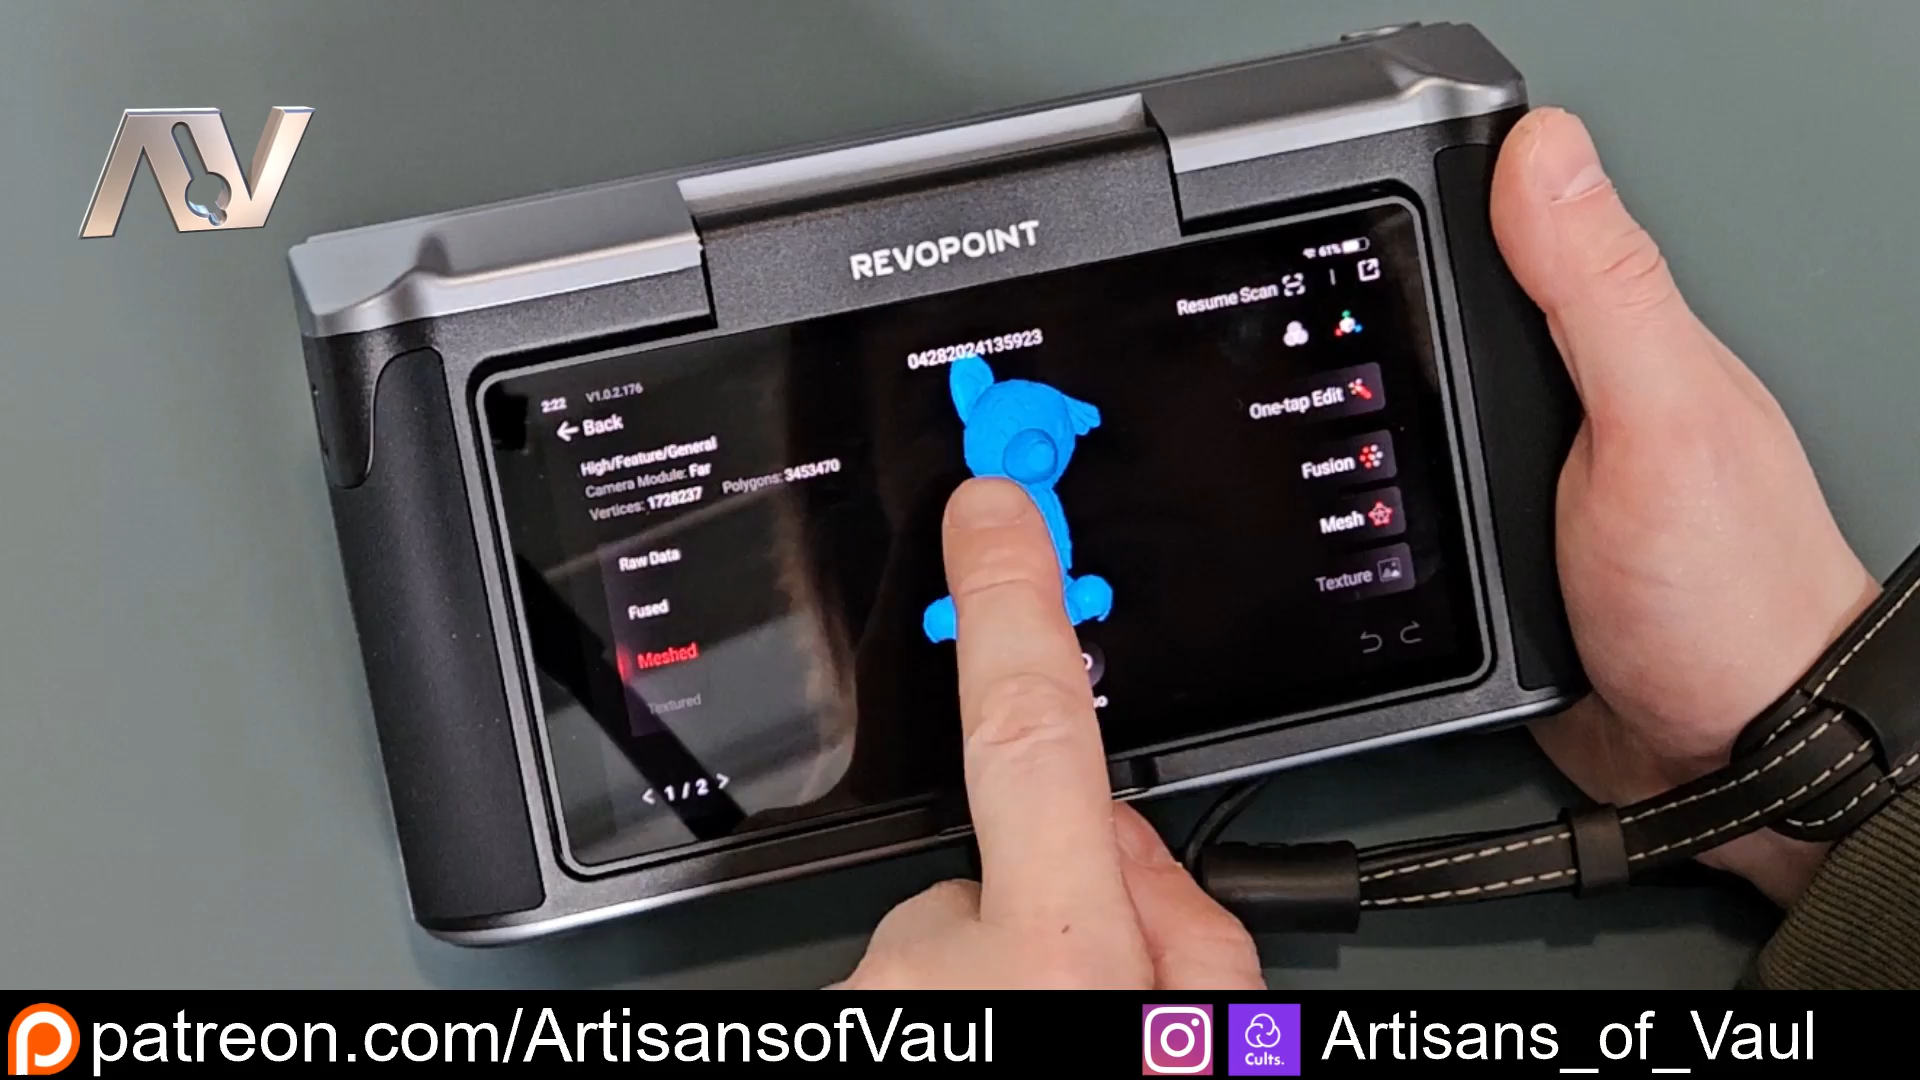 AV
REVOPOINT
61%
Resume Scan
04282024135923
2:22 V1.0.2.176
Back
One-tap Edit
High/Feature/General
Camera Module: Far
Vertices: 1728237 Polygons: 3453470
Fusion
Mesh
Raw Data
Texture
Fused
Meshed
Textured
< 1 / 2 >
patreon.com/ArtisansofVaul
Cults.
Artisans_of_Vaul